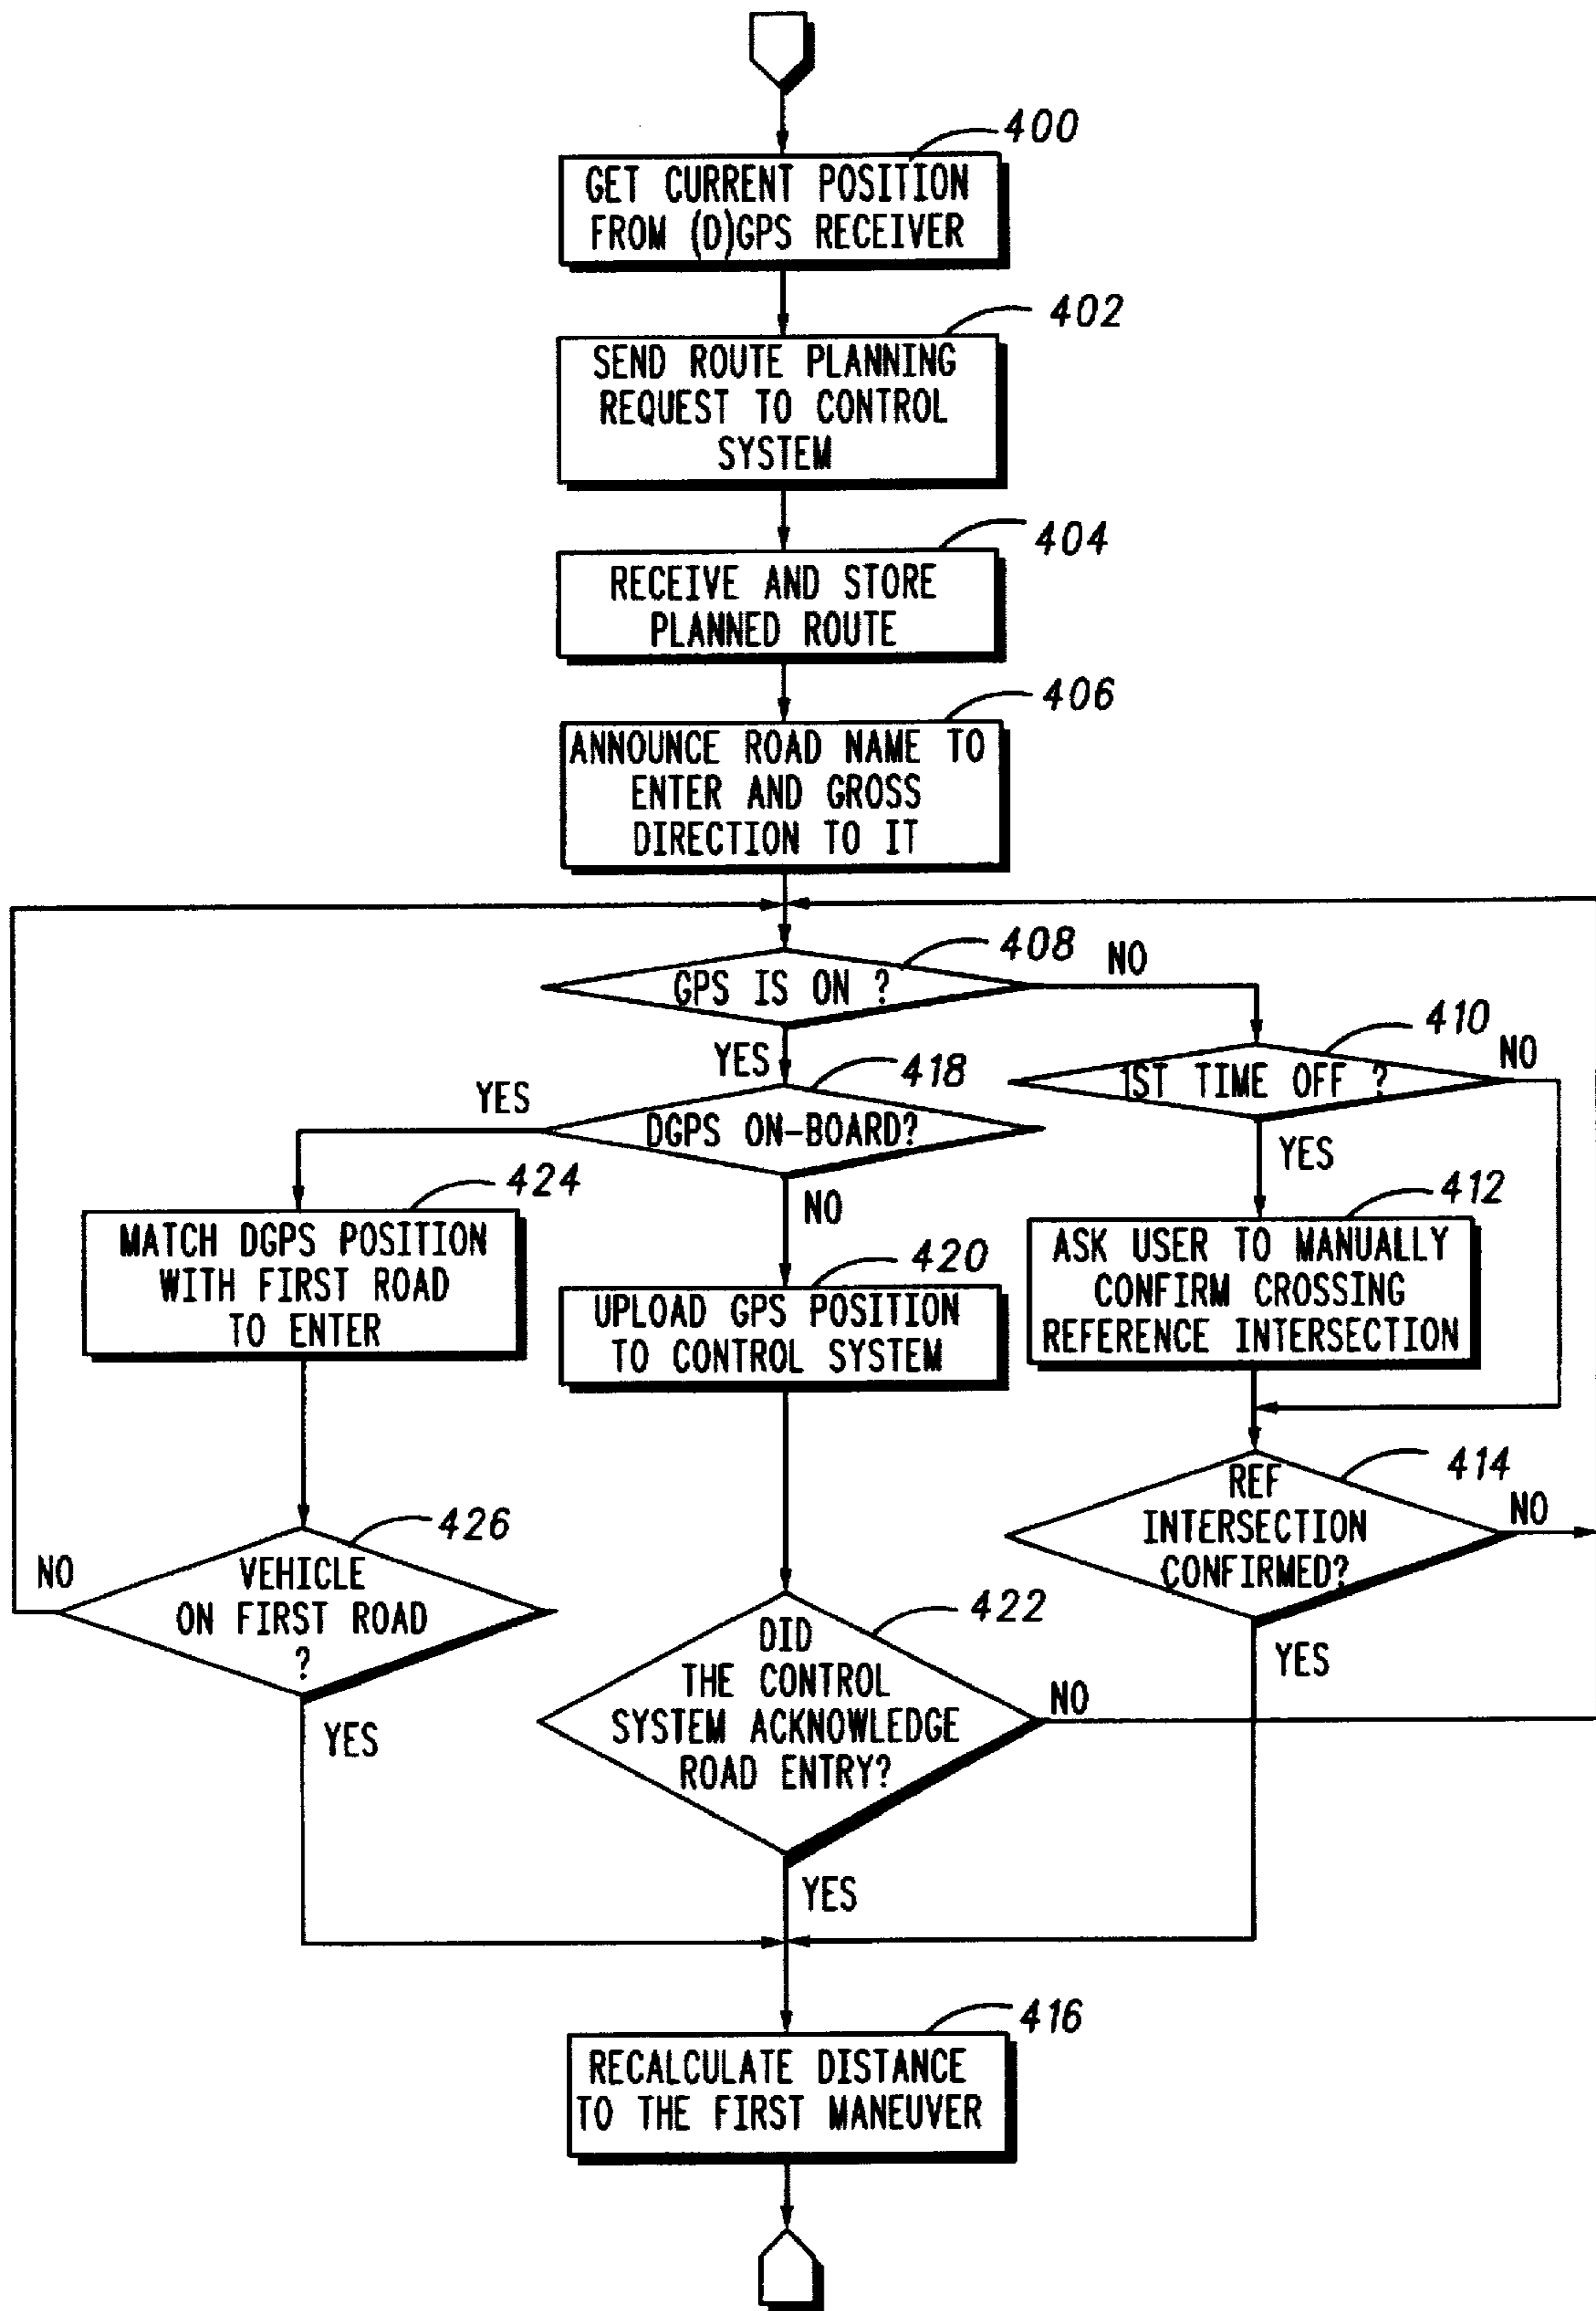 400
GET CURRENT POSITION
FROM (D)GPS RECEIVER
402
SEND ROUTE PLANNING
REQUEST TO CONTROL
SYSTEM
404
RECEIVE AND STORE
PLANNED ROUTE
406
ANNOUNCE ROAD NAME TO
ENTER AND GROSS
DIRECTION TO IT
408
NO
GPS IS ON ?
410
NO
1ST TIME OFF ?
YES
YES
418
YES
DGPS ON-BOARD?
NO
424
MATCH DGPS POSITION
WITH FIRST ROAD
TO ENTER
420
UPLOAD GPS POSITION
TO CONTROL SYSTEM
412
ASK USER TO MANUALLY
CONFIRM CROSSING
REFERENCE INTERSECTION
414
REF
INTERSECTION
CONFIRMED?
NO
YES
426
NO
VEHICLE
ON FIRST ROAD
?
YES
422
DID
THE CONTROL
SYSTEM ACKNOWLEDGE
ROAD ENTRY?
NO
YES
416
RECALCULATE DISTANCE
TO THE FIRST MANEUVER